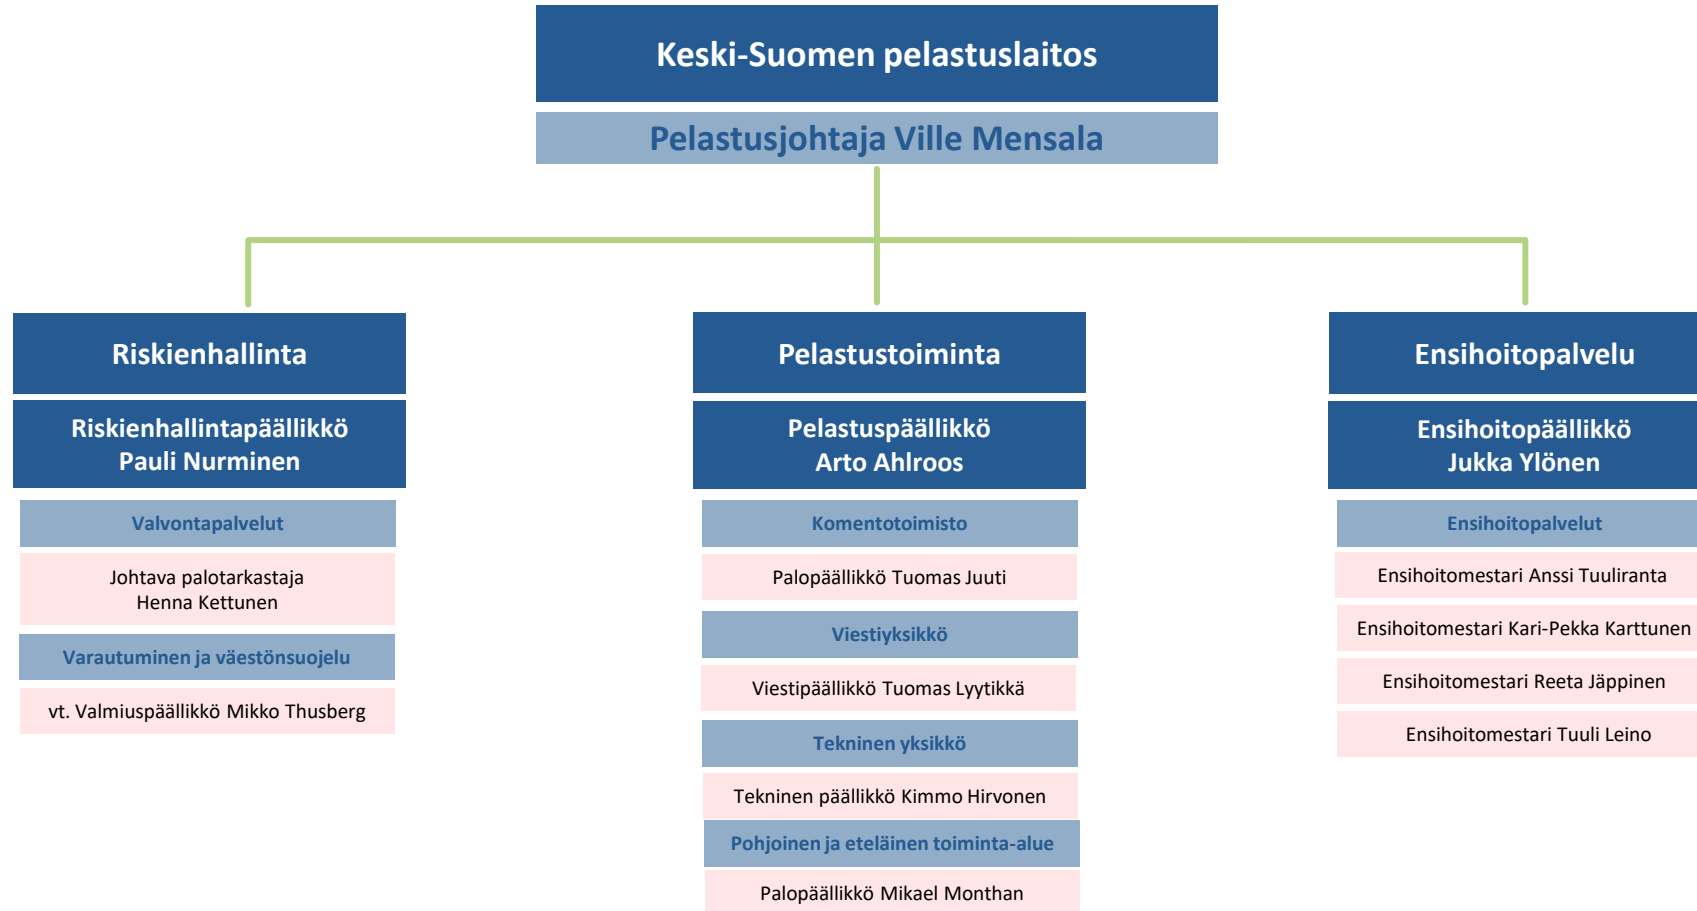 Keski-Suomen pelastuslaitos
Pelastusjohtaja Ville Mensala
Riskienhallinta
Riskienhallintapäällikkö
Pauli Nurminen
Valvontapalvelut
Johtava palotarkastaja
Henna Kettunen
Varautuminen ja väestönsuojelu
vt. Valmiuspäällikkö Mikko Thusberg
Pelastustoiminta
Pelastuspäällikkö
Arto Ahlroos
Komentotoimisto
Palopäällikkö Tuomas Juuti
Viestiyksikkö
Viestipäällikkö Tuomas Lyytikkä
Tekninen yksikkö
Tekninen päällikkö Kimmo Hirvonen
Pohjoinen ja eteläinen toiminta-alue
Palopäällikkö Mikael Monthan
Ensihoitopalvelu
Ensihoitopäällikkö
Jukka Ylönen
Ensihoitopalvelut
Ensihoitomestari Anssi Tuuliranta
Ensihoitomestari Kari-Pekka Karttunen
Ensihoitomestari Reeta Jäppinen
Ensihoitomestari Tuuli Leino